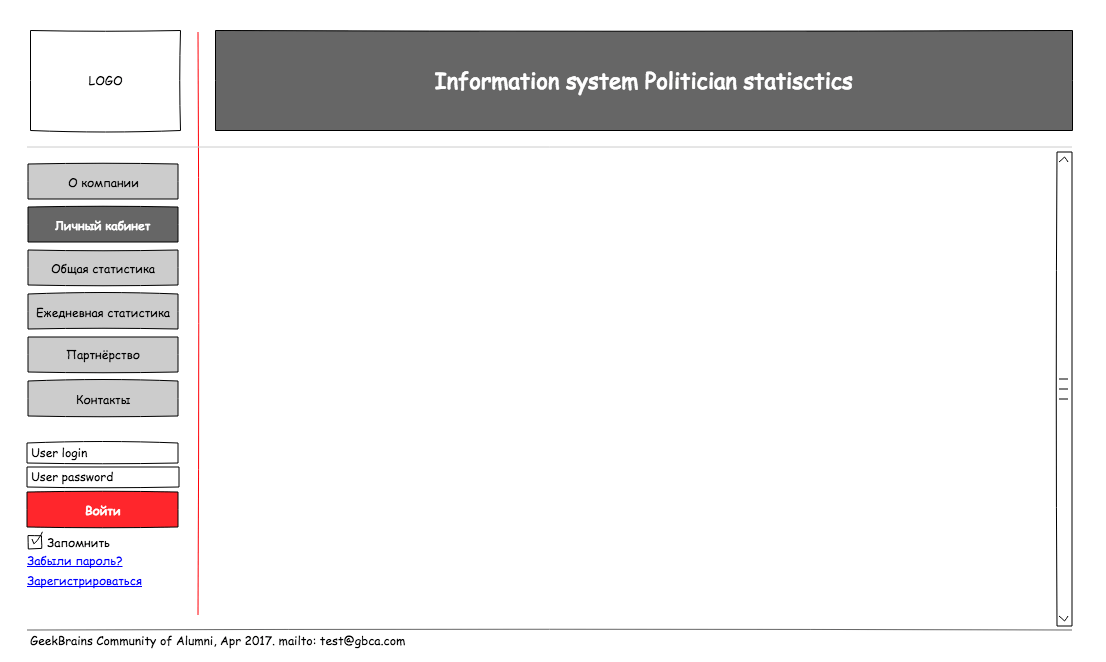 LOGO
Information system Politician statisctics
О компании
Личный кабинет
Общая статистика
Ежедневная статистика
Партнёрство
Контакты
User login
User password
Войти
Запомнить
Забыли пароль?
Зарегистрироваться
GeekBrains Community of Alumni, Apr 2017. mailto: test@gbca.com